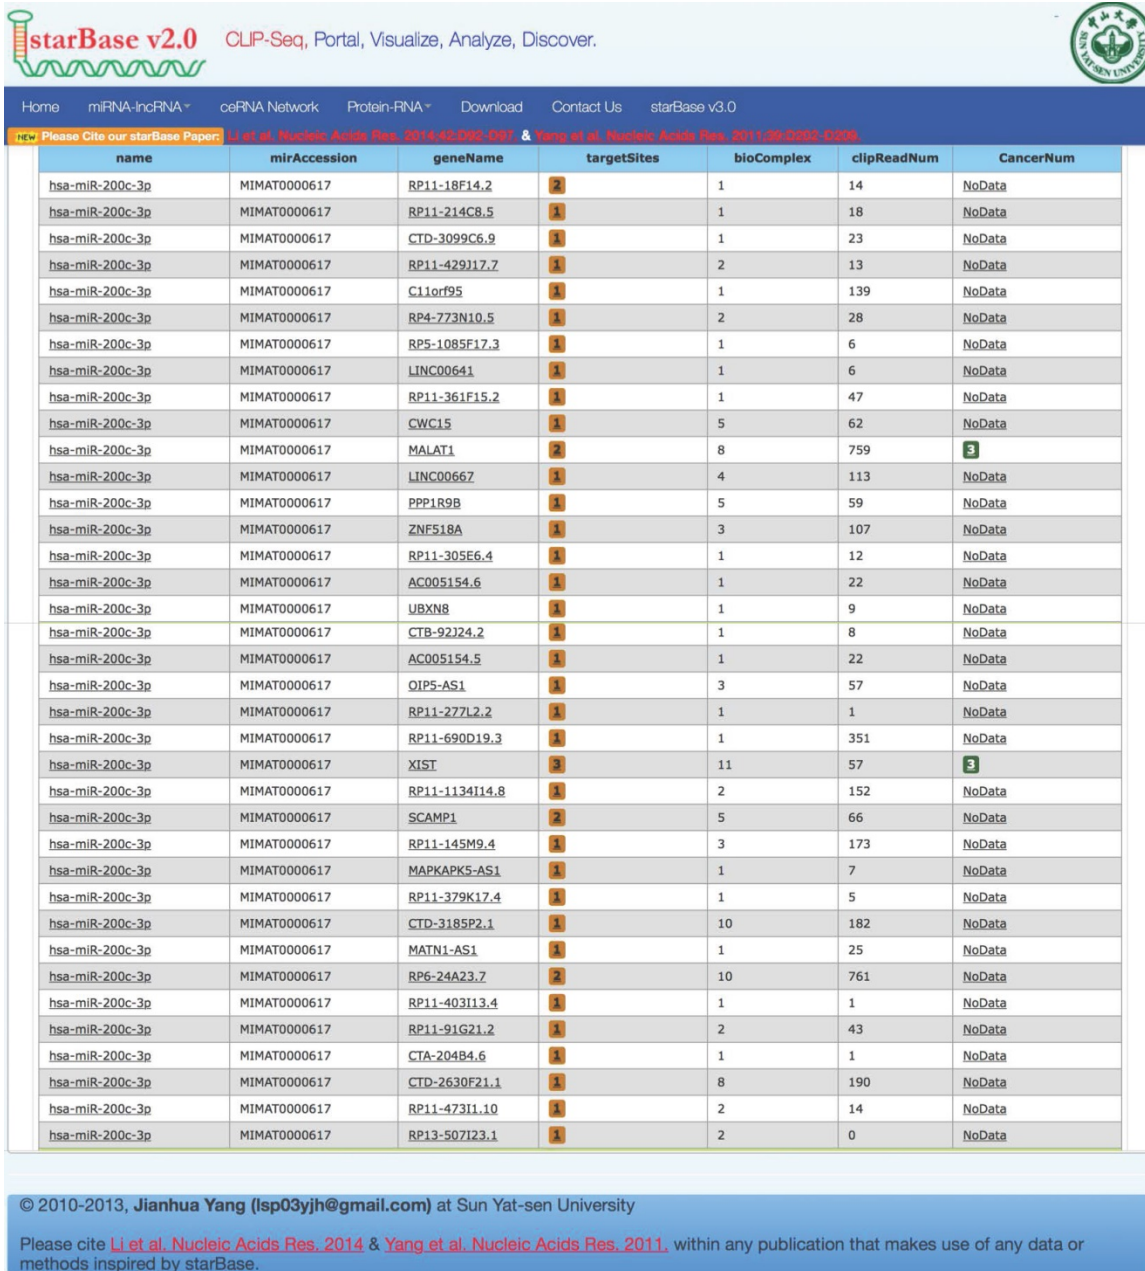 starBase v2.0 CLIP-Seq, Portal, Visualize, Analyze, Discover.
中山大學
SUN YAT-SEN UNIVERSITY
Home miRNA-lncRNA ceRNA Network Protein-RNA Download Contact Us starBase v3.0
NEW Please Cite our starBase Paper: Li et al. Nucleic Acids Res. 2014;42:D92-D97. & Yang et al. Nucleic Acids Res. 2011;39:D202-D209.
name mirAccession geneName targetSites bioComplex clipReadNum CancerNum
hsa-miR-200c-3p MIMAT0000617 RP11-18F14.2 2 1 14 NoData
hsa-miR-200c-3p MIMAT0000617 RP11-214C8.5 1 1 18 NoData
hsa-miR-200c-3p MIMAT0000617 CTD-3099C6.9 1 1 23 NoData
hsa-miR-200c-3p MIMAT0000617 RP11-429J17.7 1 2 13 NoData
hsa-miR-200c-3p MIMAT0000617 C11orf95 1 1 139 NoData
hsa-miR-200c-3p MIMAT0000617 RP4-773N10.5 1 2 28 NoData
hsa-miR-200c-3p MIMAT0000617 RP5-1085F17.3 1 1 6 NoData
hsa-miR-200c-3p MIMAT0000617 LINC00641 1 1 6 NoData
hsa-miR-200c-3p MIMAT0000617 RP11-361F15.2 1 1 47 NoData
hsa-miR-200c-3p MIMAT0000617 CWC15 1 5 62 NoData
hsa-miR-200c-3p MIMAT0000617 MALAT1 2 8 759 3
hsa-miR-200c-3p MIMAT0000617 LINC00667 1 4 113 NoData
hsa-miR-200c-3p MIMAT0000617 PPP1R9B 1 5 59 NoData
hsa-miR-200c-3p MIMAT0000617 ZNF518A 1 3 107 NoData
hsa-miR-200c-3p MIMAT0000617 RP11-305E6.4 1 1 12 NoData
hsa-miR-200c-3p MIMAT0000617 AC005154.6 1 1 22 NoData
hsa-miR-200c-3p MIMAT0000617 UBXN8 1 1 9 NoData
hsa-miR-200c-3p MIMAT0000617 CTB-92J24.2 1 1 8 NoData
hsa-miR-200c-3p MIMAT0000617 AC005154.5 1 1 22 NoData
hsa-miR-200c-3p MIMAT0000617 OIP5-AS1 1 3 57 NoData
hsa-miR-200c-3p MIMAT0000617 RP11-277L2.2 1 1 1 NoData
hsa-miR-200c-3p MIMAT0000617 RP11-690D19.3 1 1 351 NoData
hsa-miR-200c-3p MIMAT0000617 XIST 3 11 57 3
hsa-miR-200c-3p MIMAT0000617 RP11-1134I14.8 1 2 152 NoData
hsa-miR-200c-3p MIMAT0000617 SCAMP1 2 5 66 NoData
hsa-miR-200c-3p MIMAT0000617 RP11-145M9.4 1 3 173 NoData
hsa-miR-200c-3p MIMAT0000617 MAPKAPK5-AS1 1 1 7 NoData
hsa-miR-200c-3p MIMAT0000617 RP11-379K17.4 1 1 5 NoData
hsa-miR-200c-3p MIMAT0000617 CTD-3185P2.1 1 10 182 NoData
hsa-miR-200c-3p MIMAT0000617 MATN1-AS1 1 1 25 NoData
hsa-miR-200c-3p MIMAT0000617 RP6-24A23.7 2 10 761 NoData
hsa-miR-200c-3p MIMAT0000617 RP11-403I13.4 1 1 1 NoData
hsa-miR-200c-3p MIMAT0000617 RP11-91G21.2 1 2 43 NoData
hsa-miR-200c-3p MIMAT0000617 CTA-204B4.6 1 1 1 NoData
hsa-miR-200c-3p MIMAT0000617 CTD-2630F21.1 1 8 190 NoData
hsa-miR-200c-3p MIMAT0000617 RP11-473I1.10 1 2 14 NoData
hsa-miR-200c-3p MIMAT0000617 RP13-507I23.1 1 2 0 NoData
© 2010-2013, Jianhua Yang (lsp03yjh@gmail.com) at Sun Yat-sen University
Please cite Li et al. Nucleic Acids Res. 2014 & Yang et al. Nucleic Acids Res. 2011. within any publication that makes use of any data or
methods inspired by starBase.